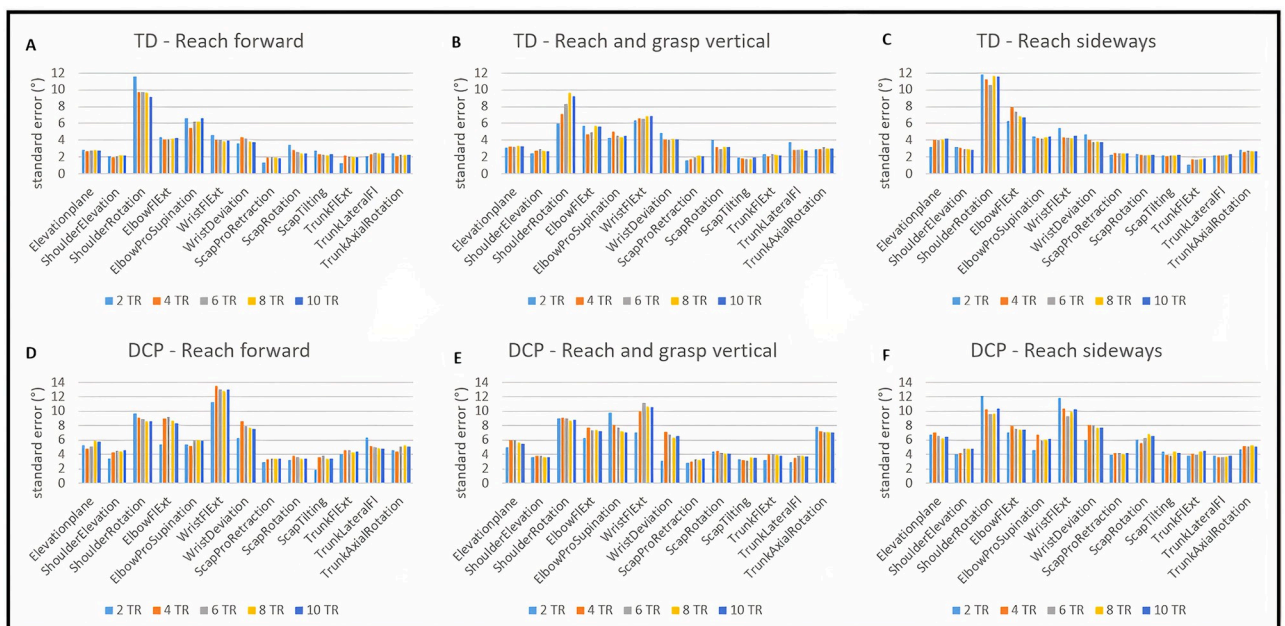 A TD - Reach forward
standard error (°)
12
10
8
6
4
2
0
Elevationplane
ShoulderElevation
ShoulderRotation
ElbowFlExt
ElbowProSupination
WristFlExt
WristDeviation
ScapProRetraction
ScapRotation
ScapTilting
TrunkFlExt
TrunkLateralFl
TrunkAxialRotation
2 TR 4 TR 6 TR 8 TR 10 TR
B TD - Reach and grasp vertical
standard error (°)
12
10
8
6
4
2
0
Elevationplane
ShoulderElevation
ShoulderRotation
ElbowFlExt
ElbowProSupination
WristFlExt
WristDeviation
ScapProRetraction
ScapRotation
ScapTilting
TrunkFlExt
TrunkLateralFl
TrunkAxialRotation
2 TR 4 TR 6 TR 8 TR 10 TR
C TD - Reach sideways
standard error (°)
12
10
8
6
4
2
0
Elevationplane
ShoulderElevation
ShoulderRotation
ElbowFlExt
ElbowProSupination
WristFlExt
WristDeviation
ScapProRetraction
ScapRotation
ScapTilting
TrunkFlExt
TrunkLateralFl
TrunkAxialRotation
2 TR 4 TR 6 TR 8 TR 10 TR
D DCP - Reach forward
standard error (°)
14
12
10
8
6
4
2
0
Elevationplane
ShoulderElevation
ShoulderRotation
ElbowFlExt
ElbowProSupination
WristFlExt
WristDeviation
ScapProRetraction
ScapRotation
ScapTilting
TrunkFlExt
TrunkLateralFl
TrunkAxialRotation
2 TR 4 TR 6 TR 8 TR 10 TR
E DCP - Reach and grasp vertical
standard error (°)
14
12
10
8
6
4
2
0
Elevationplane
ShoulderElevation
ShoulderRotation
ElbowFlExt
ElbowProSupination
WristFlExt
WristDeviation
ScapProRetraction
ScapRotation
ScapTilting
TrunkFlExt
TrunkLateralFl
TrunkAxialRotation
2 TR 4 TR 6 TR 8 TR 10 TR
F DCP - Reach sideways
standard error (°)
14
12
10
8
6
4
2
0
Elevationplane
ShoulderElevation
ShoulderRotation
ElbowFlExt
ElbowProSupination
WristFlExt
WristDeviation
ScapProRetraction
ScapRotation
ScapTilting
TrunkFlExt
TrunkLateralFl
TrunkAxialRotation
2 TR 4 TR 6 TR 8 TR 10 TR